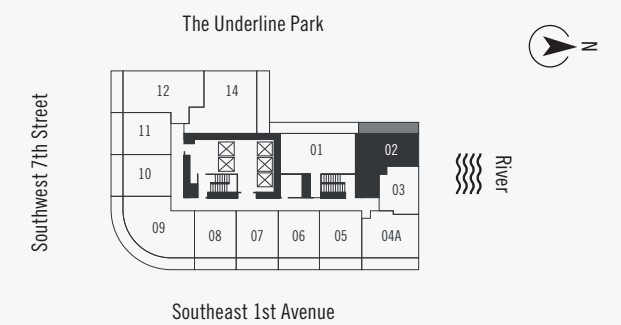 The Underline Park
N
Southwest 7th Street
12
14
11
01
02
10
03
River
09
08
07
06
05
04A
Southeast 1st Avenue